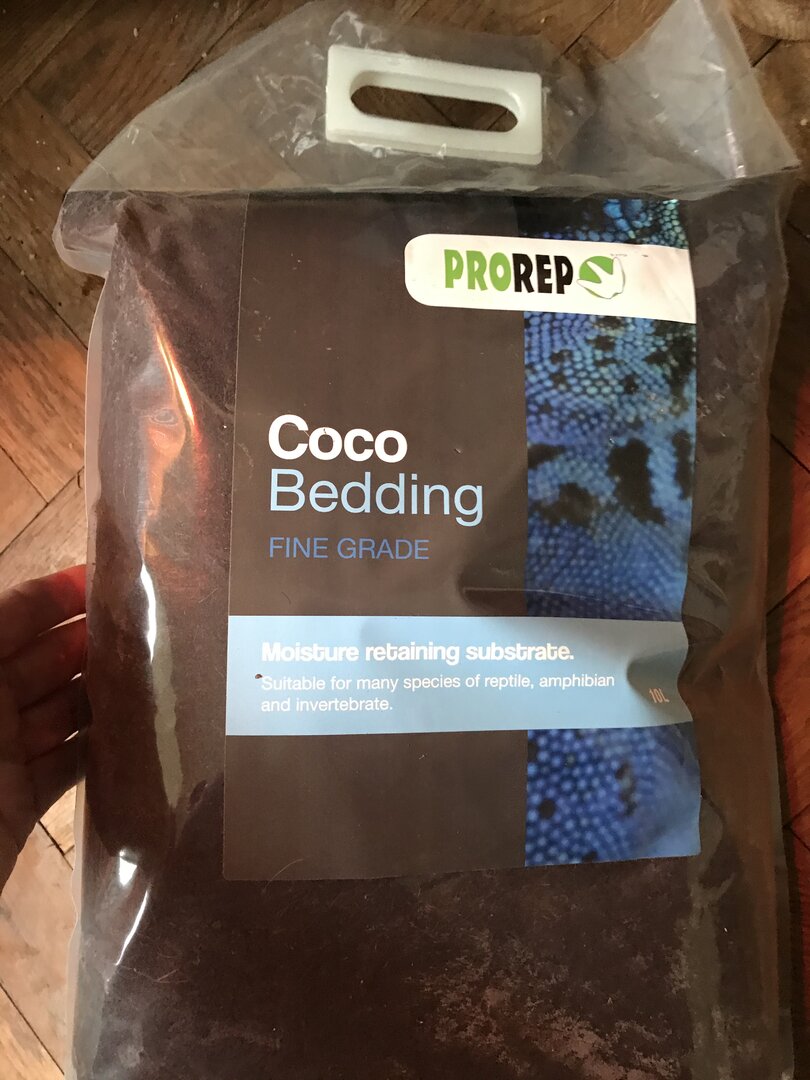 PROREP
Coco
Bedding
FINE GRADE
Moisture retaining substrate.
Suitable for many species of reptile, amphibian
and invertebrate.
10L